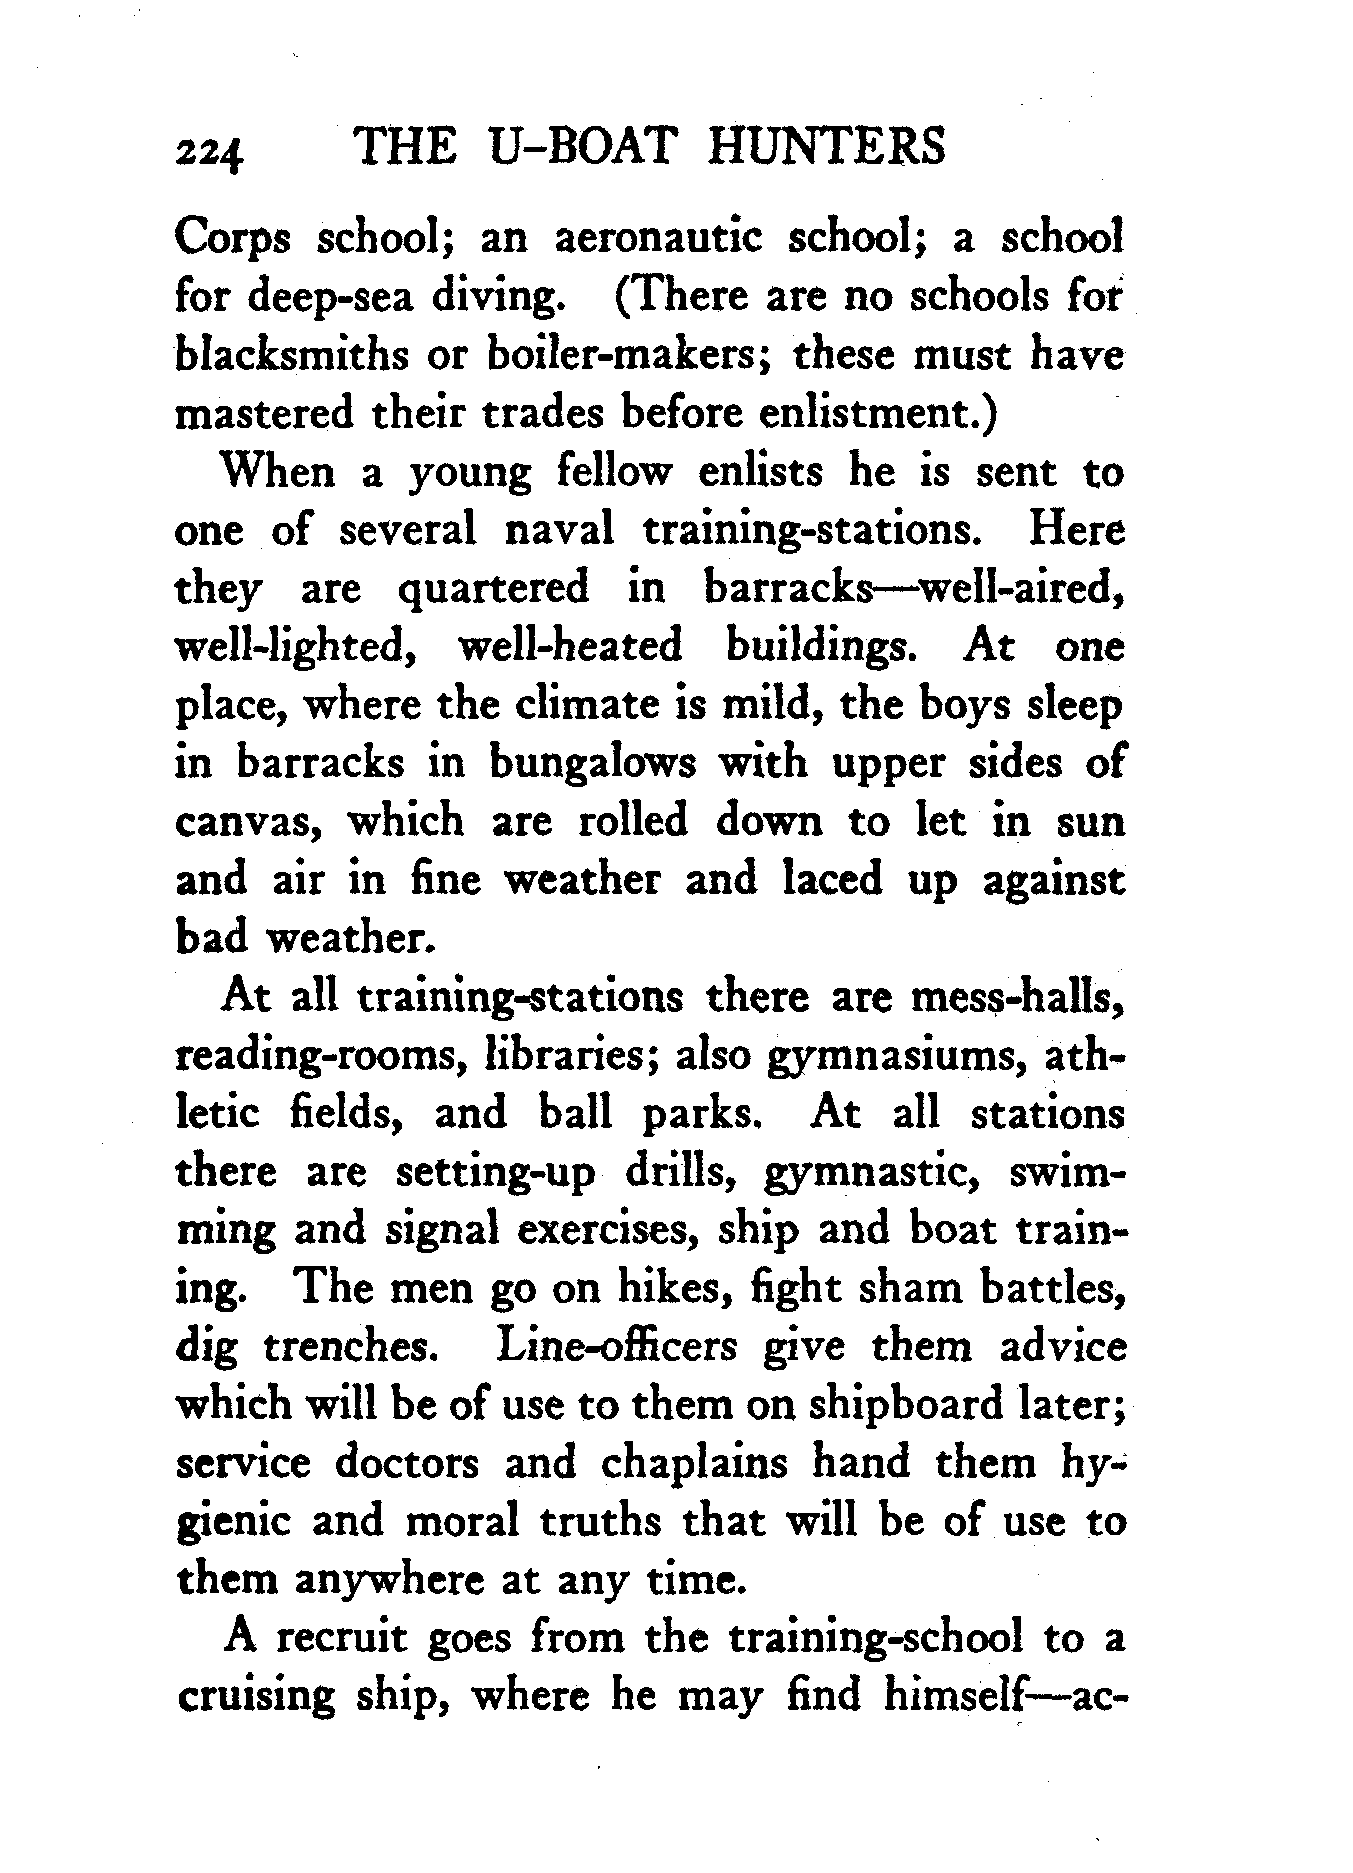 224 THE U-BOAT HUNTERS
Corps school; an aeronautic school; a school
for deep-sea diving. (There are no schools for
blacksmiths or boiler-makers; these must have
mastered their trades before enlistment.)
When a young fellow enlists he is sent to
one of several naval training-stations. Here
they are quartered in barracks—well-aired,
well-lighted, well-heated buildings. At one
place, where the climate is mild, the boys sleep
in barracks in bungalows with upper sides of
canvas, which are rolled down to let in sun
and air in fine weather and laced up against
bad weather.
At all training-stations there are mess-halls,
reading-rooms, libraries; also gymnasiums, ath-
letic fields, and ball parks. At all stations
there are setting-up drills, gymnastic, swim-
ming and signal exercises, ship and boat train-
ing. The men go on hikes, fight sham battles,
dig trenches. Line-officers give them advice
which will be of use to them on shipboard later;
service doctors and chaplains hand them hy-
gienic and moral truths that will be of use to
them anywhere at any time.
A recruit goes from the training-school to a
cruising ship, where he may find himself—ac-